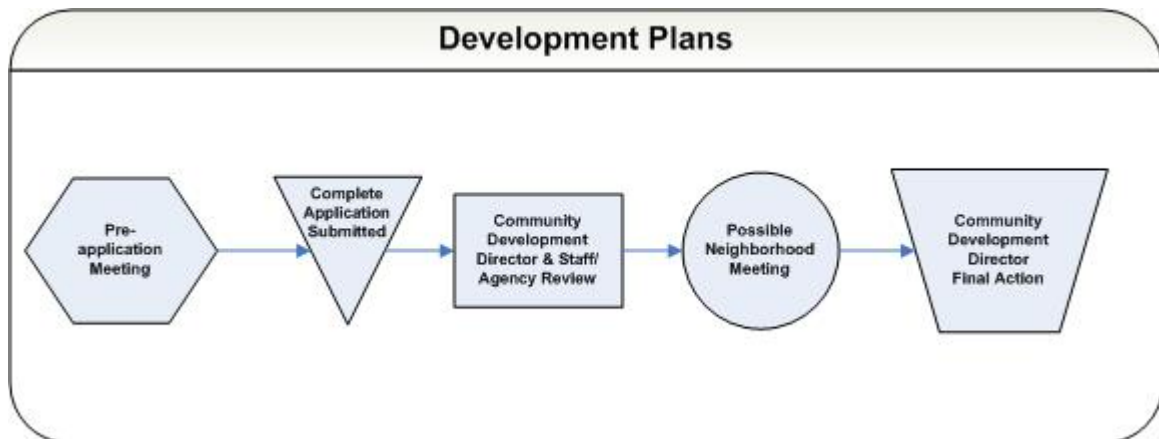 Development Plans
Pre-
application
Meeting
Complete
Application
Submitted
Community
Development
Director & Staff/
Agency Review
Possible
Neighborhood
Meeting
Community
Development
Director
Final Action